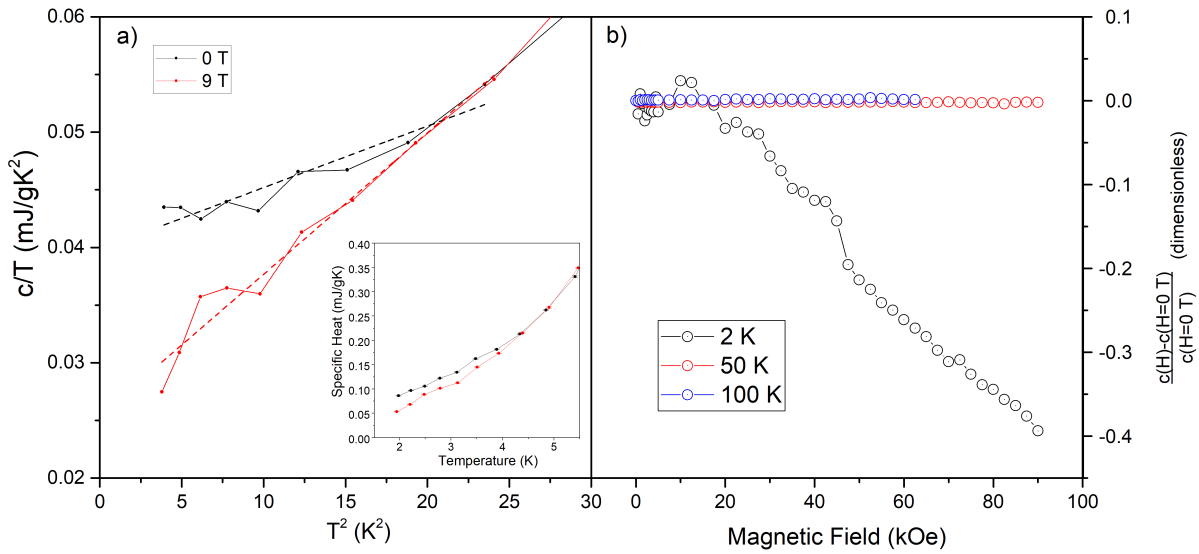 a)
0 T
9 T
c/T (mJ/gK²)
0.06
0.05
0.04
0.03
0.02
0 5 10 15 20 25 30
T² (K²)
Specific Heat (mJ/gK)
0.40
0.35
0.30
0.25
0.20
0.15
0.10
0.05
0.00
2 3 4 5
Temperature (K)
b)
2 K
50 K
100 K
0.1
0.0
-0.1
-0.2
-0.3
-0.4
0 20 40 60 80 100
Magnetic Field (kOe)
c(H)-c(H=0 T)
c(H=0 T)
(dimensionless)